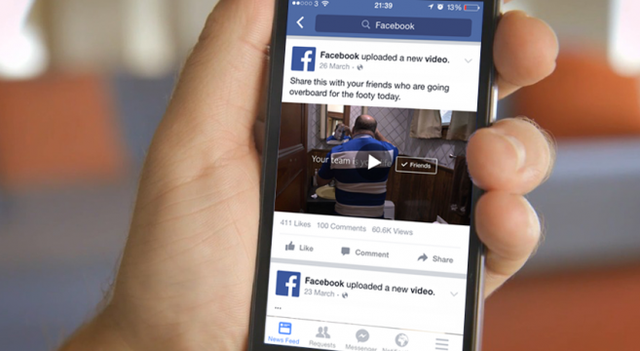 3 21:39 13%
Facebook
f Facebook uploaded a new video.
26 March
Share this with your friends who are going
overboard for the footy today.
Your team is
✓ Friends
411 Likes 100 Comments 60.6K Views
Like Comment Share
f Facebook uploaded a new video.
23 March
...
News Feed Requests Messenger